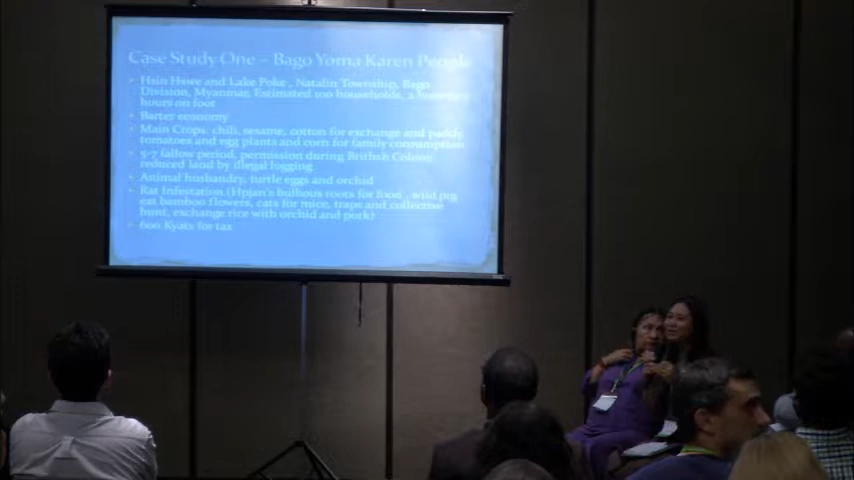 Case Study One – Bago Yoma Karen People
Hsin Hswe and Lake Poke , Natalin Township, Bago
Division, Myanmar, Estimated 100 households, 2
hours on foot
Barter economy
Main Crops: chili, sesame, cotton for exchange and paddy,
tomatoes and egg plants and corn for family consumption
5-7 fallow period, permission during British Colony
reduced land by illegal logging
Animal husbandry, turtle eggs and orchid
Rat Infestation ( bulbous roots for food , wild pig
eat bamboo flowers, cats for mice, traps and collective
hunt, exchange rice with orchid and pork)
600 Kyats for tax